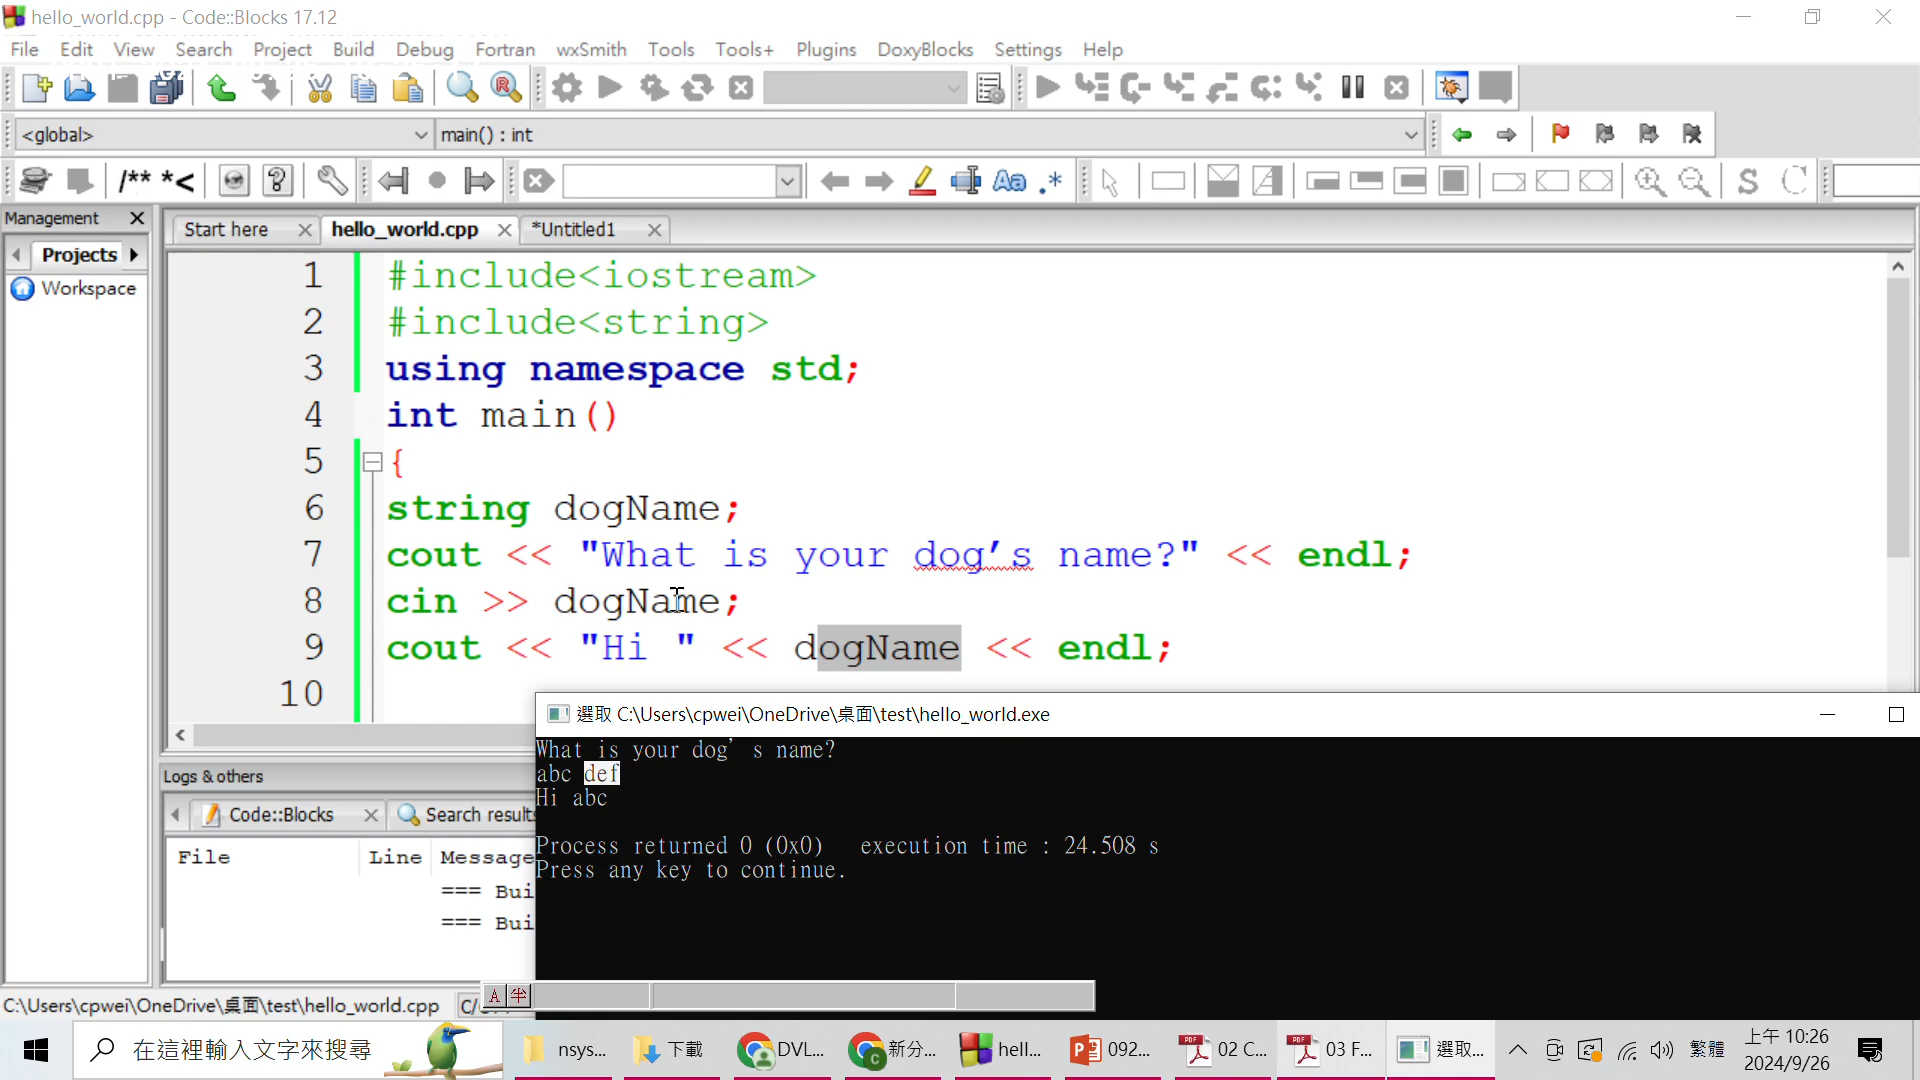 hello_world.cpp - Code::Blocks 17.12
File Edit View Search Project Build Debug Fortran wxSmith Tools Tools+ Plugins DoxyBlocks Settings Help
<global> main() : int
/** *<
Management
Start here hello_world.cpp *Untitled1
Projects
Workspace
1 #include<iostream>
2 #include<string>
3 using namespace std;
4 int main()
5 {
6 string dogName;
7 cout << "What is your dog’s name?" << endl;
8 cin >> dogName;
9 cout << "Hi " << dogName << endl;
10
選取 C:\Users\cpwei\OneDrive\桌面\test\hello_world.exe
What is your dog’s name?
abc def
Hi abc
Process returned 0 (0x0)   execution time : 24.508 s
Press any key to continue.
Logs & others
Code::Blocks Search results
File Line Message
=== Bui
=== Bui
C:\Users\cpwei\OneDrive\桌面\test\hello_world.cpp C/
A 半
在這裡輸入文字來搜尋
nsys... 下載 DVL... 新分... hell... 092... 02 C... 03 F... 選取...
繁體
上午 10:26
2024/9/26